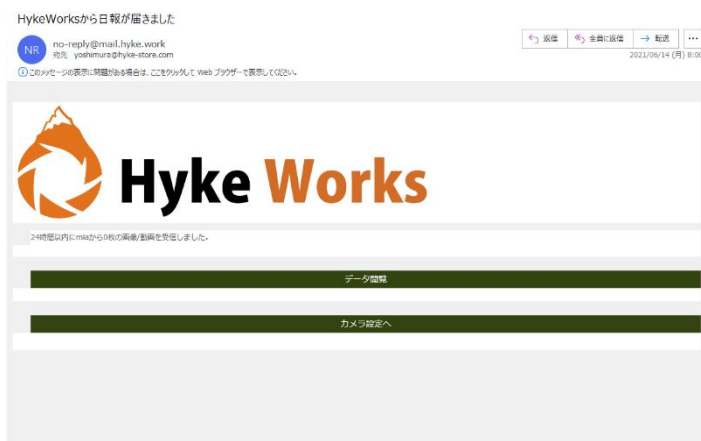 HykeWorksから日報が届きました
NR
no-reply@mail.hyke.work
宛先 yoshimura@hyke-store.com
返信
全員に返信
転送
2021/06/14 (月) 8:00
このメッセージの表示に問題がある場合は、ここをクリックして Web ブラウザーで表示してください。
Hyke Works
24時間以内にmiaから0枚の画像/動画を受信しました。
データ閲覧
カメラ設定へ